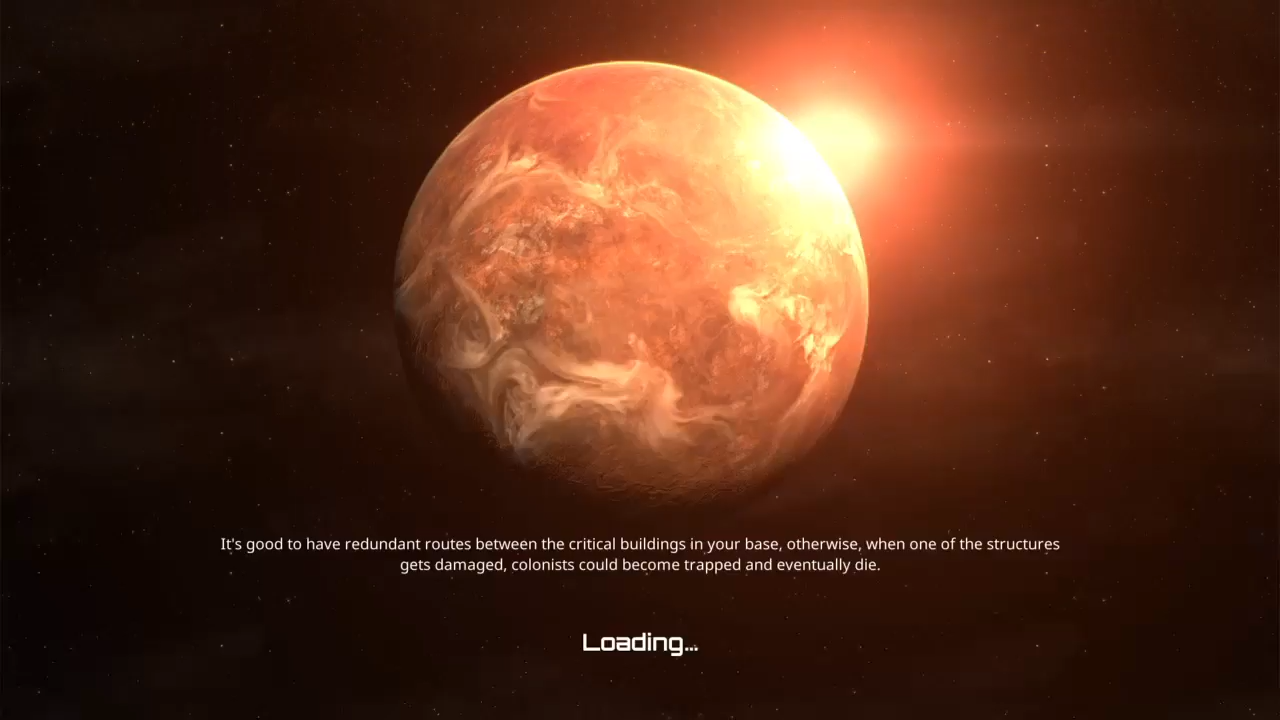 It's good to have redundant routes between the critical buildings in your base, otherwise, when one of the structures
gets damaged, colonists could become trapped and eventually die.
Loading...